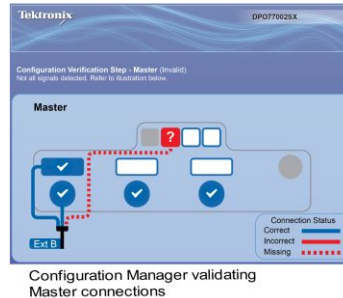 Tektronix
DPO77002SX
Configuration Verification Step - Master (Invalid)
Not all signals detected. Refer to illustration below.
Master
?
Ext B
Connection Status
Correct
Incorrect
Missing
Configuration Manager validating
Master connections